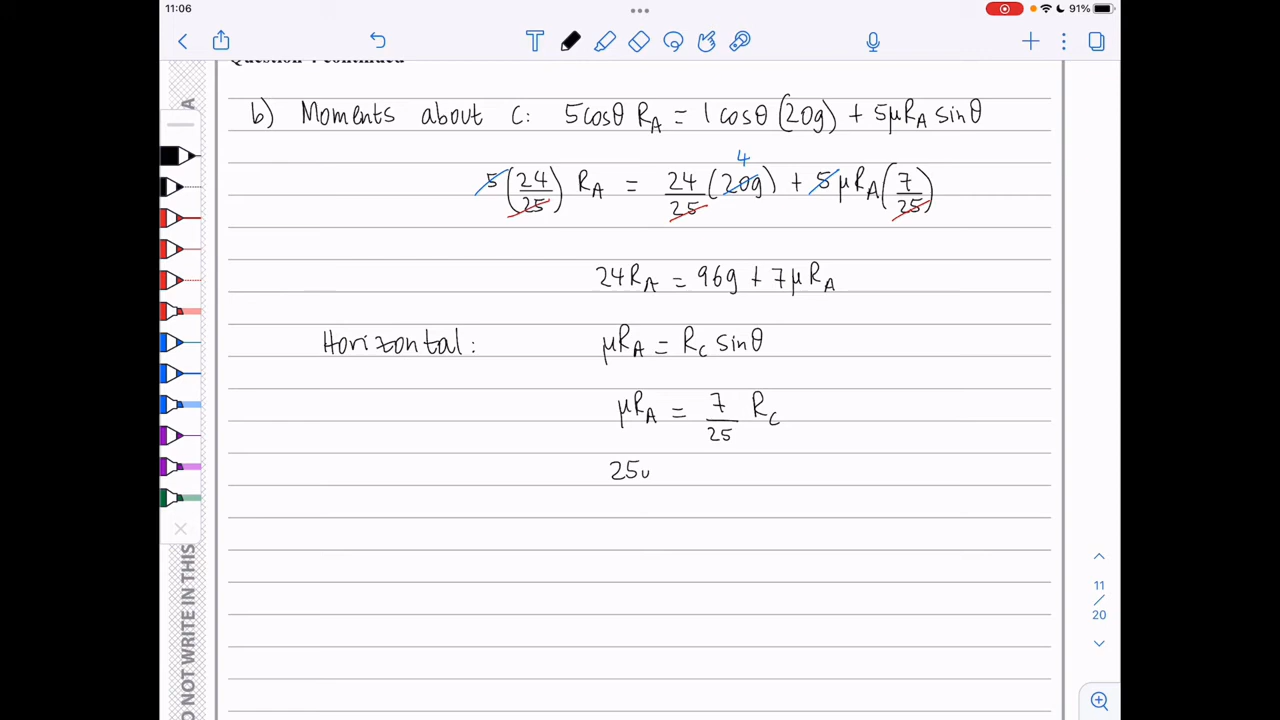 11:06
91%
Question 4 continued
b) Moments about C: 5cosθ R_A = 1cosθ(20g) + 5μR_A sinθ
4
5(24/25) R_A = 24/25 (20g) + 5μR_A(7/25)
24R_A = 96g + 7μR_A
Horizontal: μR_A = R_C sinθ
μR_A = 7/25 R_C
25
11
/
20
DO NOT WRITE IN THIS
A